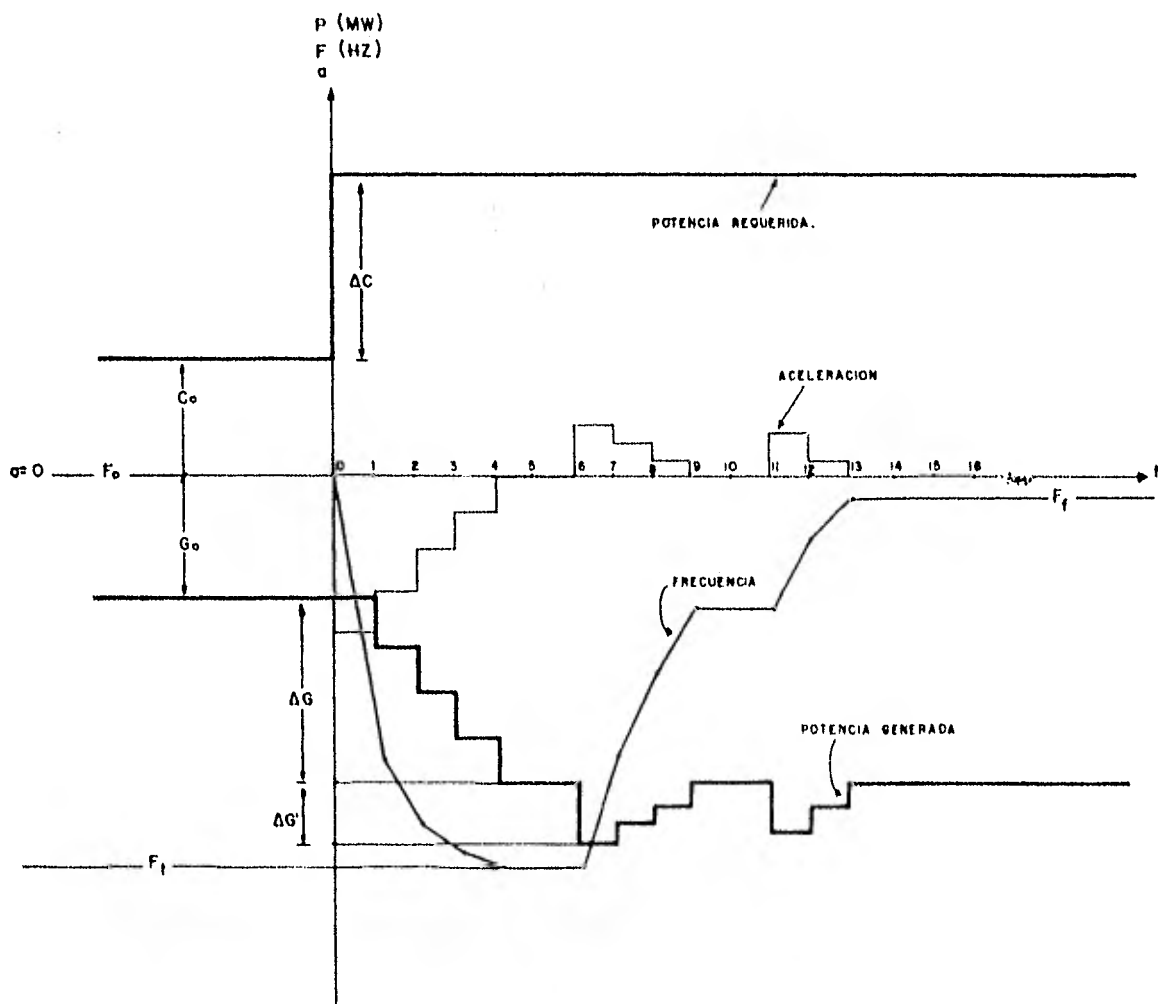 P (MW)
F (HZ)
a
POTENCIA REQUERIDA.
ΔC
ACELERACION
Co
a=0 Fo 0 1 2 3 4 5 6 7 8 9 10 11 12 13 14 15 16 t
Ff
Go
FRECUENCIA
ΔG
POTENCIA GENERADA
ΔG'